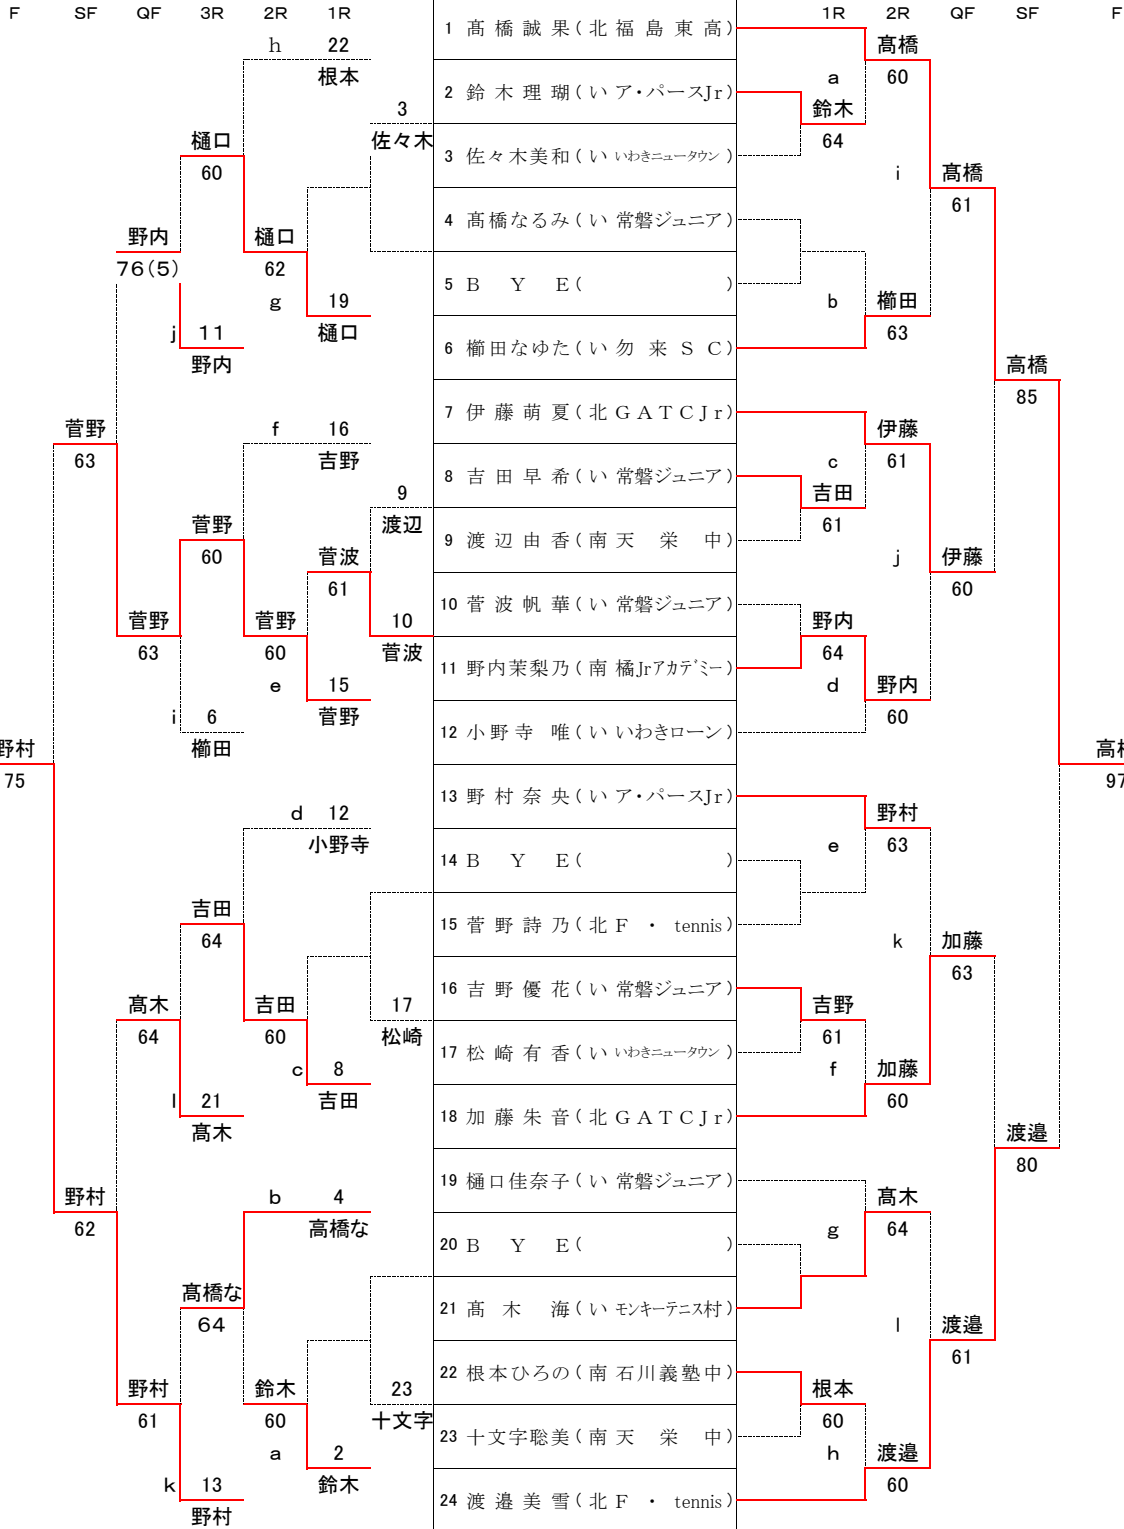 F SF QF 3R 2R 1R
1R 2R QF SF F
1 髙橋誠果(北 福島東高)
2 鈴木理瑚(い ア・パースJr)
3 佐々木美和(い いわきニュータウン)
4 髙橋なるみ(い 常磐ジュニア)
5 B Y E( )
6 櫛田なゆた(い 勿来SC)
7 伊藤萌夏(北 GATCJr)
8 吉田早希(い 常磐ジュニア)
9 渡辺由香(南 天栄中)
10 菅波帆華(い 常磐ジュニア)
11 野内茉梨乃(南 橘Jrアカデミー)
12 小野寺唯(い いわきローン)
13 野村奈央(い ア・パースJr)
14 B Y E( )
15 菅野詩乃(北 F・tennis)
16 吉野優花(い 常磐ジュニア)
17 松崎有香(い いわきニュータウン)
18 加藤朱音(北 GATCJr)
19 樋口佳奈子(い 常磐ジュニア)
20 B Y E( )
21 髙木海(い モンキーテニス村)
22 根本ひろの(南 石川義塾中)
23 十文字聡美(南 天栄中)
24 渡邉美雪(北 F・tennis)
h 22
根本
3
佐々木
樋口
60
野内
76(5)
樋口
62
g 19
樋口
j 11
野内
菅野
63
f 16
吉野
9
渡辺
菅野
60
菅波
61
菅野
63
菅野
60
10
菅波
e 15
菅野
i 6
櫛田
野村
75
d 12
小野寺
吉田
64
髙木
64
吉田
60
17
松崎
c 8
吉田
l 21
髙木
野村
62
b 4
高橋な
髙橋な
64
野村
61
鈴木
60
23
十文字
a 2
鈴木
k 13
野村
髙橋
60
a
鈴木
64
i
髙橋
61
b
櫛田
63
高橋
85
伊藤
61
c
吉田
61
j
伊藤
60
野内
64
d
野内
60
97
野村
63
e
k
加藤
63
吉野
61
f
加藤
60
渡邉
80
髙木
64
g
l
渡邉
61
根本
60
h
渡邉
60